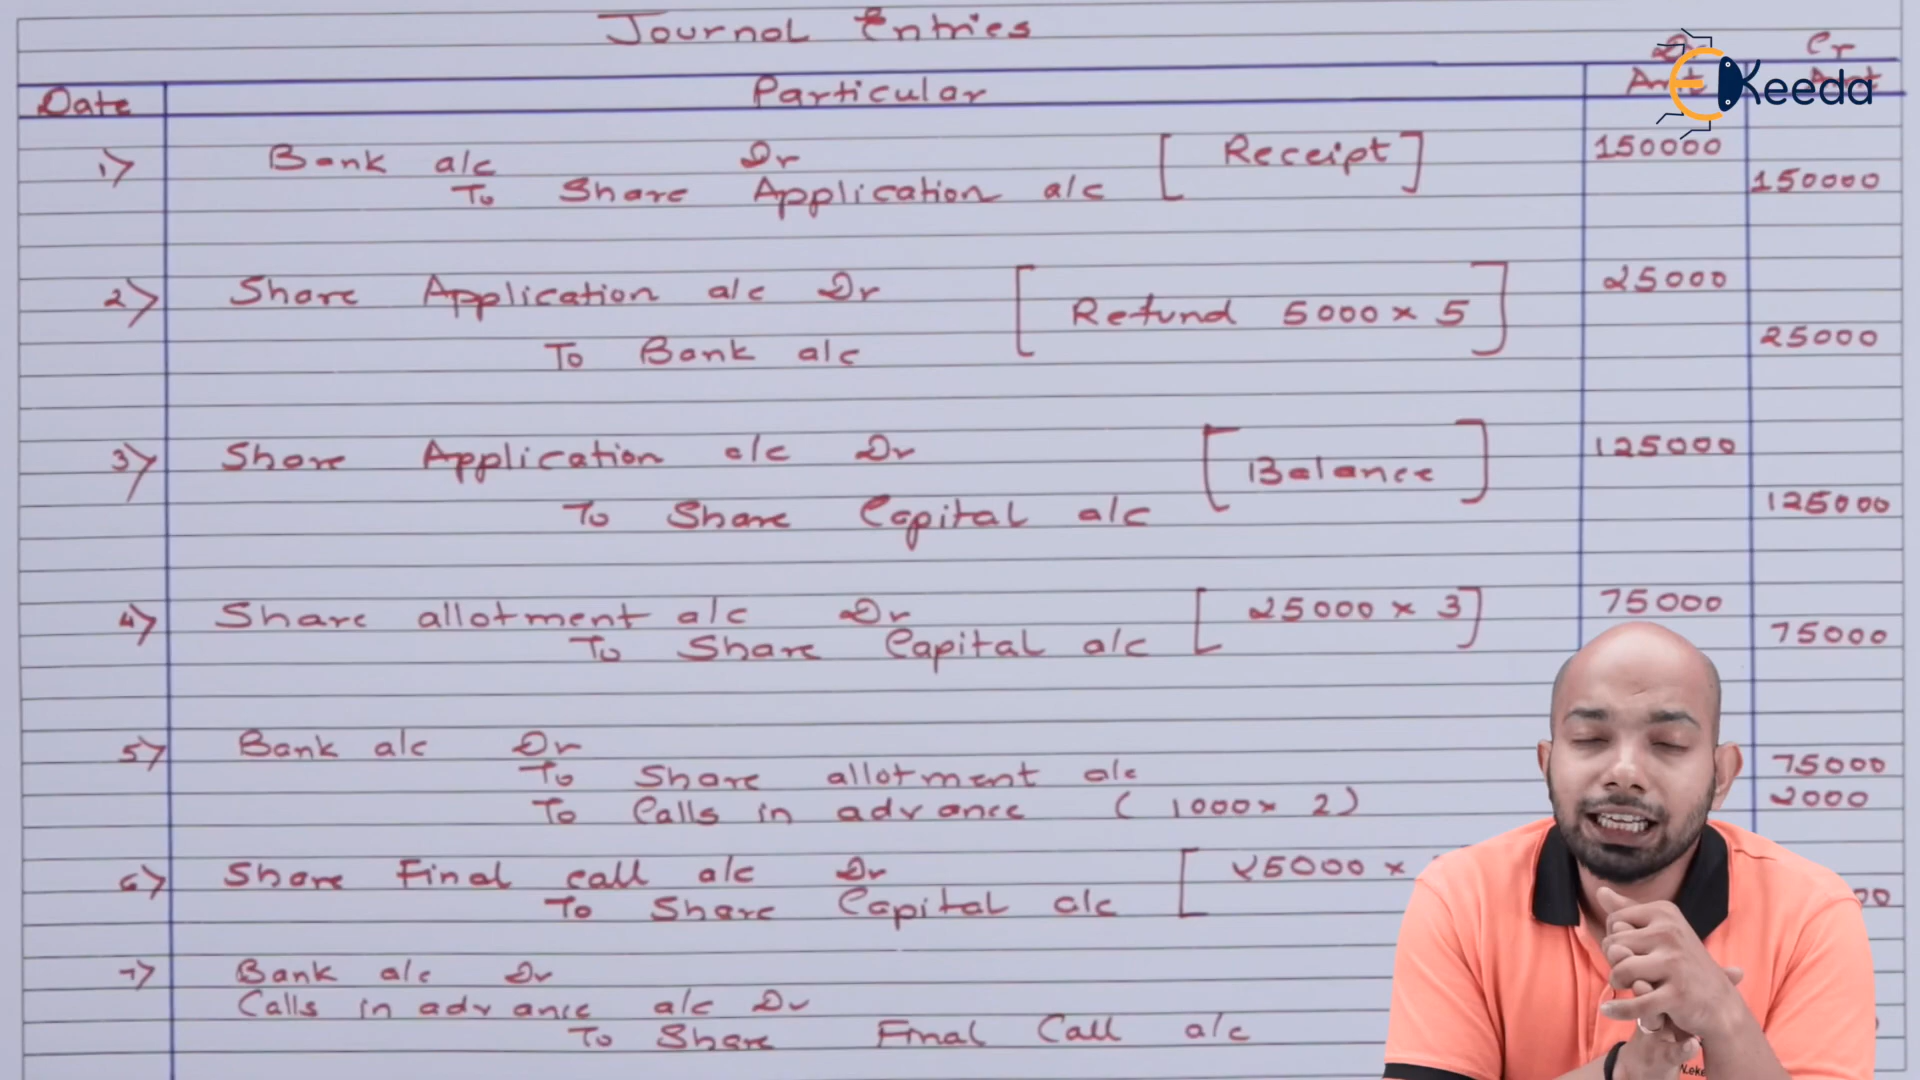 Journal Entries
Cr
Date Particular Amt
Keeda
1) Bank a/c Dr [ Receipt ] 150000
To Share Application a/c 150000
2) Share Application a/c Dr [ Refund 5000 × 5 ] 25000
To Bank a/c 25000
3) Share Application a/c Dr [ Balance ] 125000
To Share Capital a/c 125000
4) Share allotment a/c Dr [ 25000 × 3 ] 75000
To Share Capital a/c 75000
5) Bank a/c Dr
To Share allotment a/c 75000
To Calls in advance ( 1000 × 2 ) 2000
6) Share Final call a/c Dr [ 25000 ×
To Share Capital a/c
7) Bank a/c Dr
Calls in advance a/c Dr
To Share Final Call a/c